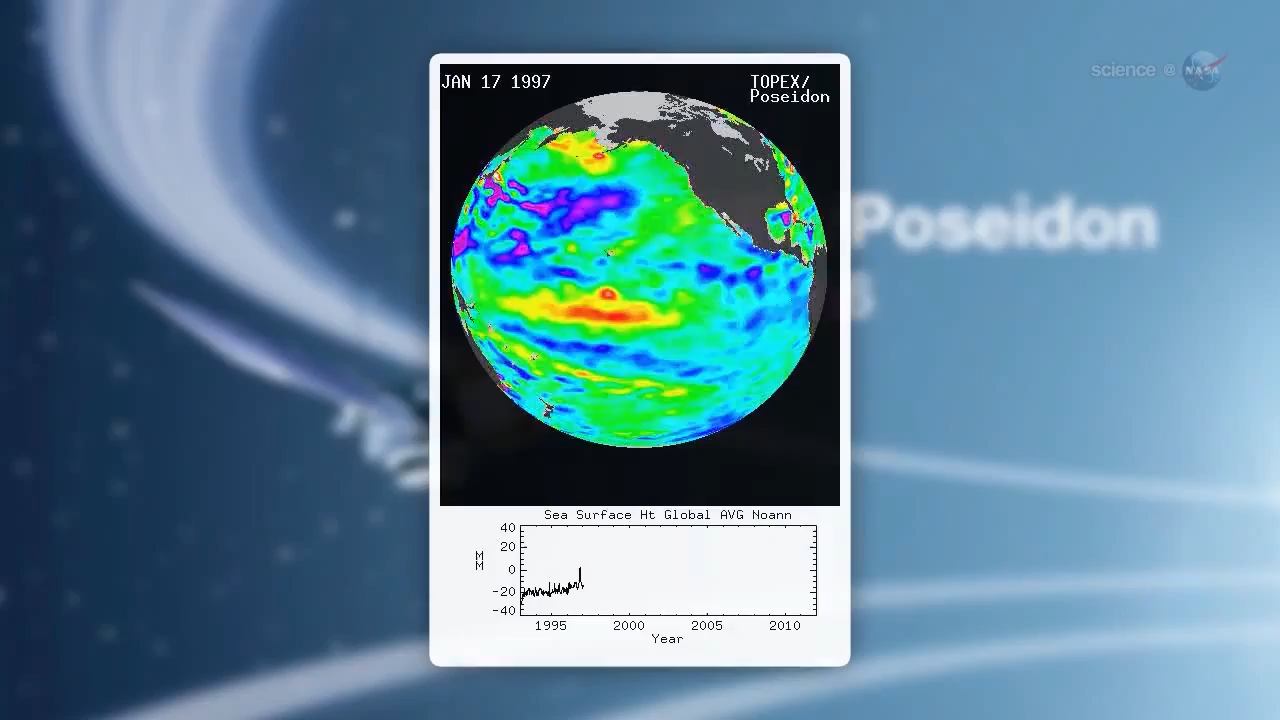 JAN 17 1997
TOPEX/
Poseidon
science @ NASA
Poseidon
Sea Surface Ht Global AVG Noann
40
20
0
-20
-40
MM
1995 2000 2005 2010
Year